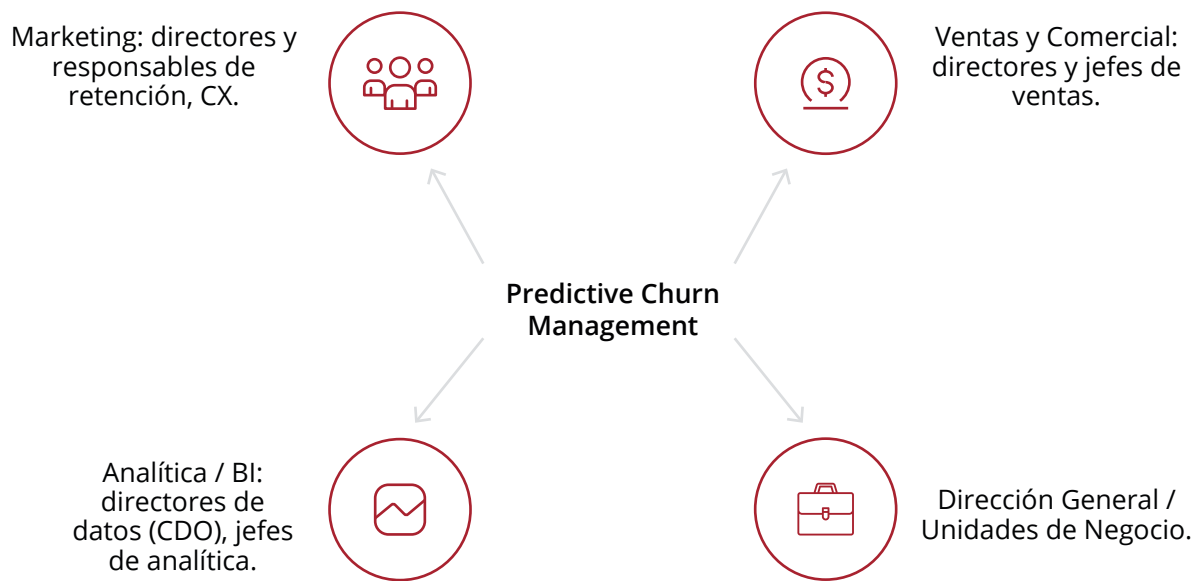 Marketing: directores y
responsables de
retención, CX.
Ventas y Comercial:
directores y jefes de
ventas.
Predictive Churn
Management
Analítica / BI:
directores de
datos (CDO), jefes
de analítica.
Dirección General /
Unidades de Negocio.